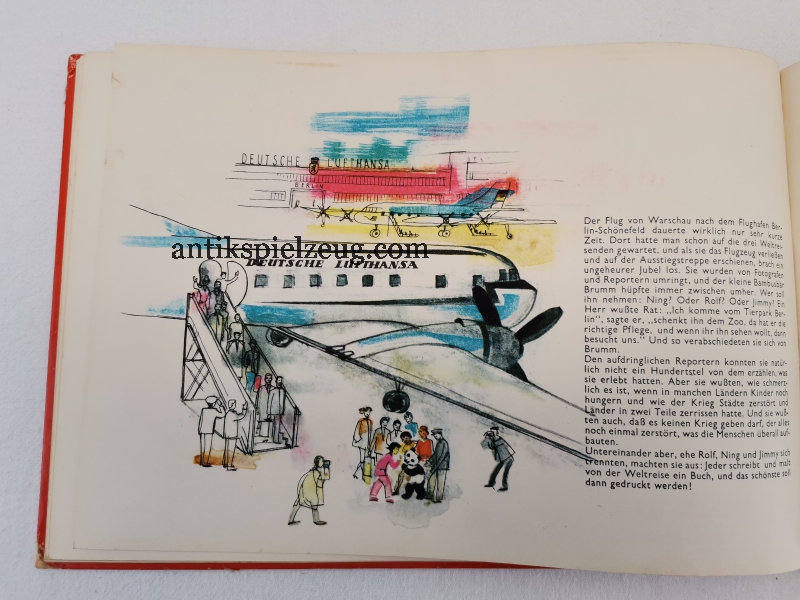 DEUTSCHE LUFTHANSA
BERLIN
antikspielzeug.com
DEUTSCHE LUFTHANSA
Der Flug von Warschau nach dem Flughafen Ber-
lin-Schönefeld dauerte wirklich nur sehr kurze
Zeit. Dort hatte man schon auf die drei Weltrei-
senden gewartet, und als sie das Flugzeug verließen
und auf der Ausstiegstreppe erschienen, brach ein
ungeheurer Jubel los. Sie wurden von Fotografen
und Reportern umringt, und der kleine Bambusbär
Brumm hüpfte immer zwischen umher. Wer soll
ihn nehmen: Ning? Oder Rolf? Oder Jimmy? Ein
Herr wußte Rat: „Ich komme vom Tierpark Ber-
lin", sagte er, „schenkt ihn dem Zoo, da hat er die
richtige Pflege, und wenn ihr ihn sehen wollt, dann
besucht uns." Und so verabschiedeten sie sich von
Brumm.
Den aufdringlichen Reportern konnten sie natür-
lich nicht ein Hundertstel von dem erzählen, was
sie erlebt hatten. Aber sie wußten, wie schmerz-
lich es ist, wenn in manchen Ländern Kinder noch
hungern und wie der Krieg Städte zerstört und
Länder in zwei Teile zerrissen hatte. Und sie wuß-
ten auch, daß es keinen Krieg geben darf, der alles
noch einmal zerstört, was die Menschen überall auf-
bauten.
Untereinander aber, ehe Rolf, Ning und Jimmy sich
trennten, machten sie aus: Jeder schreibt und malt
von der Weltreise ein Buch, und das schönste soll
dann gedruckt werden!